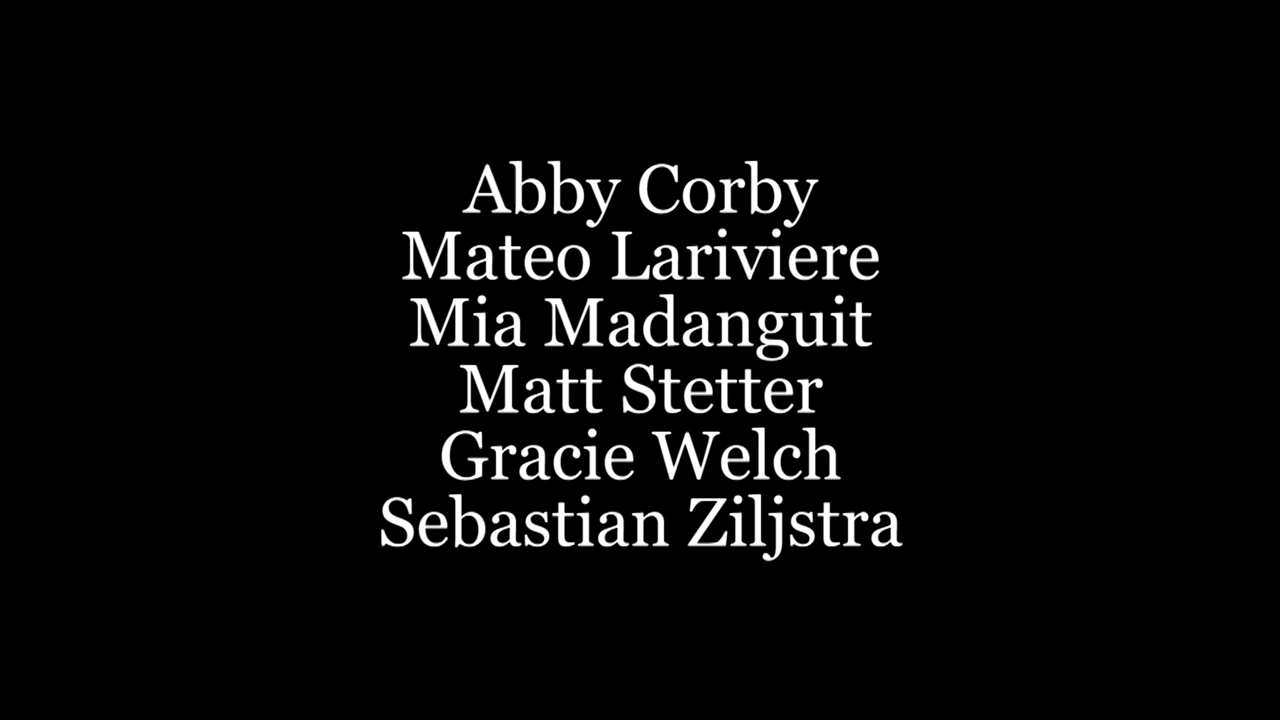 Abby Corby
Mateo Lariviere
Mia Madanguit
Matt Stetter
Gracie Welch
Sebastian Ziljstra